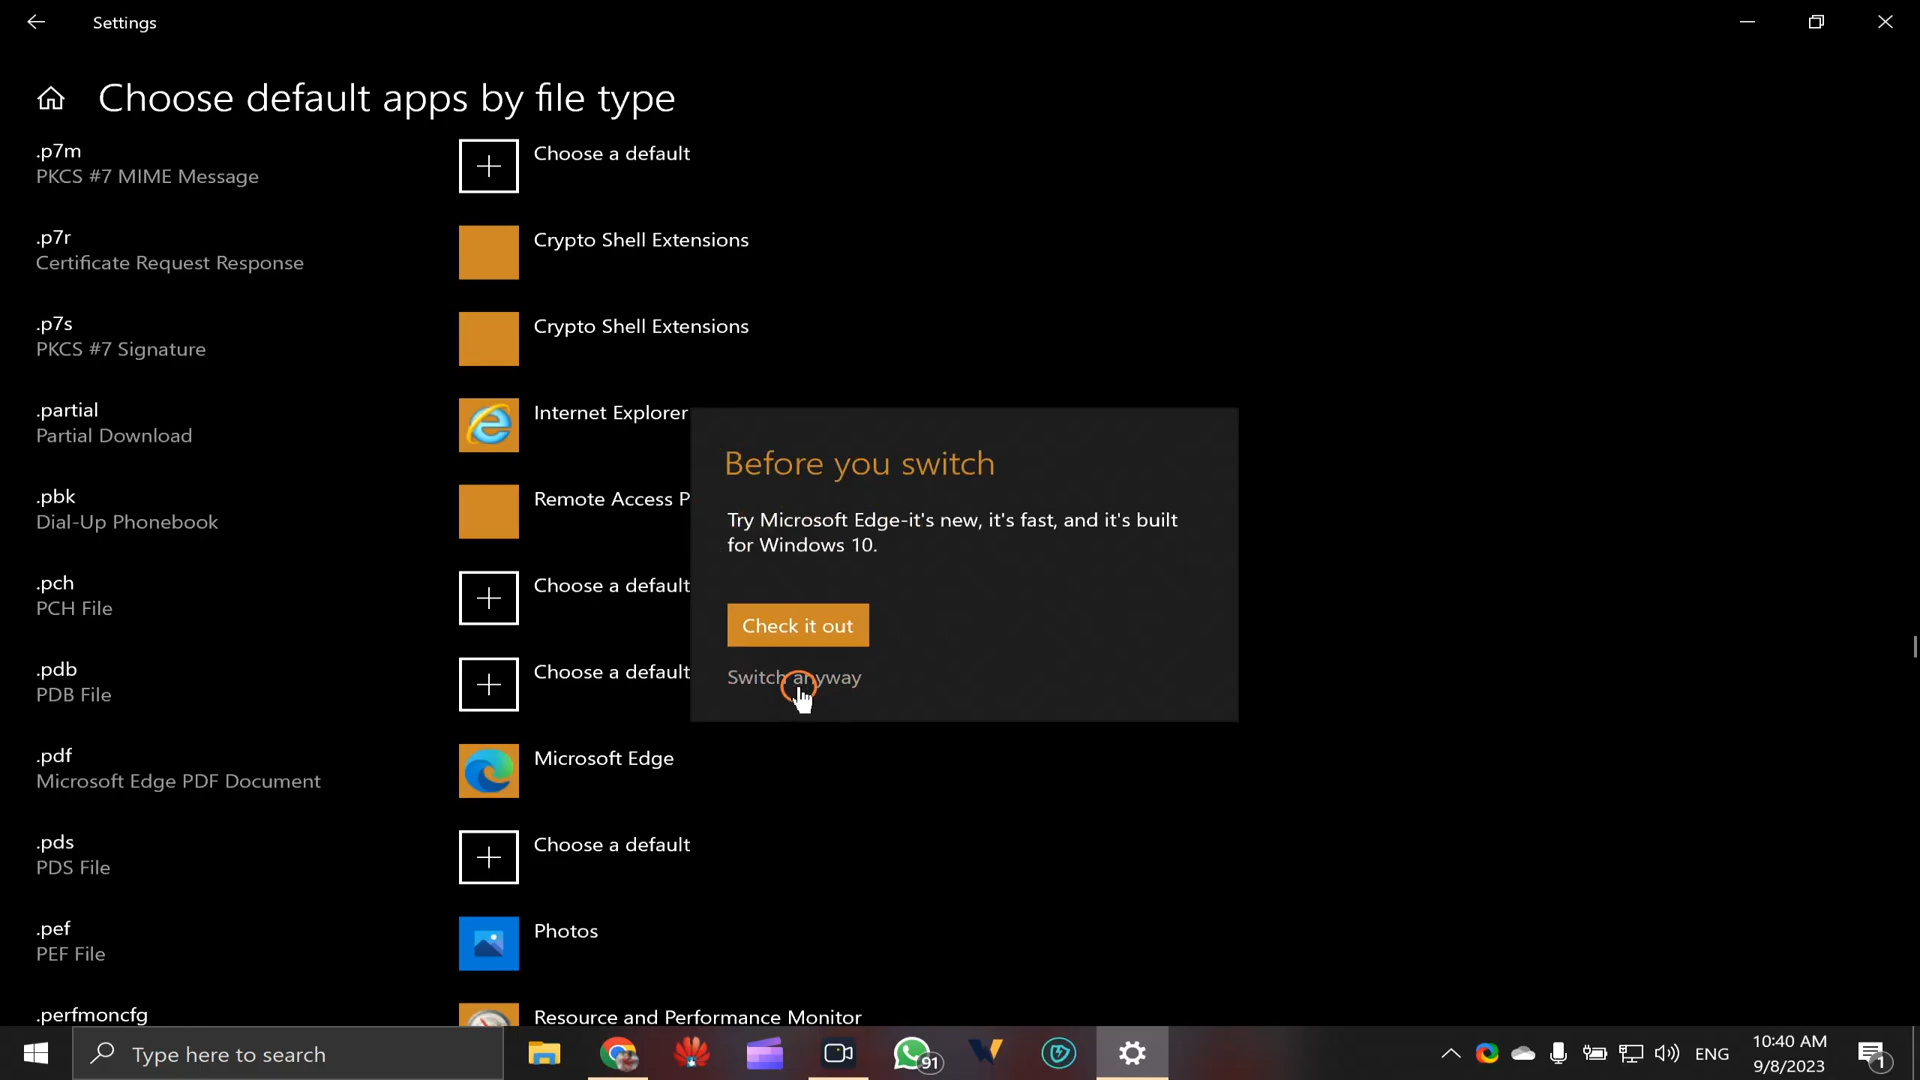 Settings
Choose default apps by file type
.p7m
PKCS #7 MIME Message
Choose a default
.p7r
Certificate Request Response
Crypto Shell Extensions
.p7s
PKCS #7 Signature
Crypto Shell Extensions
.partial
Partial Download
Internet Explorer
.pbk
Dial-Up Phonebook
Remote Access P
.pch
PCH File
Choose a default
.pdb
PDB File
Choose a default
Before you switch
Try Microsoft Edge-it's new, it's fast, and it's built
for Windows 10.
Check it out
Switch anyway
.pdf
Microsoft Edge PDF Document
Microsoft Edge
.pds
PDS File
Choose a default
.pef
PEF File
Photos
.perfmoncfg
Resource and Performance Monitor
Type here to search
91
ENG
10:40 AM
9/8/2023
1